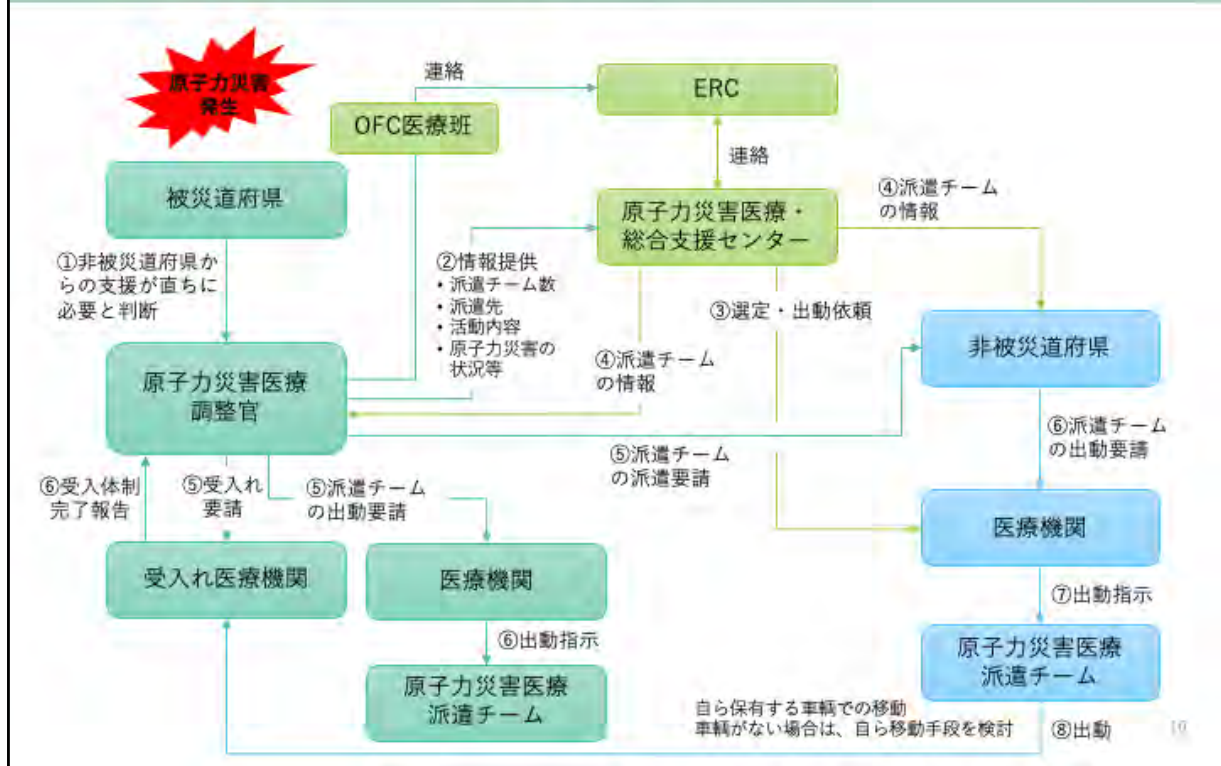 原子力災害
発生
連絡
ERC
OFC医療班
連絡
被災道府県
原子力災害医療・
総合支援センター
④派遣チーム
の情報
①非被災道府県か
らの支援が直ちに
必要と判断
②情報提供
・派遣チーム数
・派遣先
・活動内容
・原子力災害の
状況等
③選定・出動依頼
非被災道府県
原子力災害医療
調整官
④派遣チーム
の情報
⑤派遣チーム
の派遣要請
⑥派遣チーム
の出動要請
⑥受入体制
完了報告
⑤受入れ
要請
⑤派遣チーム
の出動要請
医療機関
受入れ医療機関
医療機関
⑦出動指示
⑥出動指示
原子力災害医療
派遣チーム
原子力災害医療
派遣チーム
自ら保有する車輌での移動
車輌がない場合は、自ら移動手段を検討
⑧出動